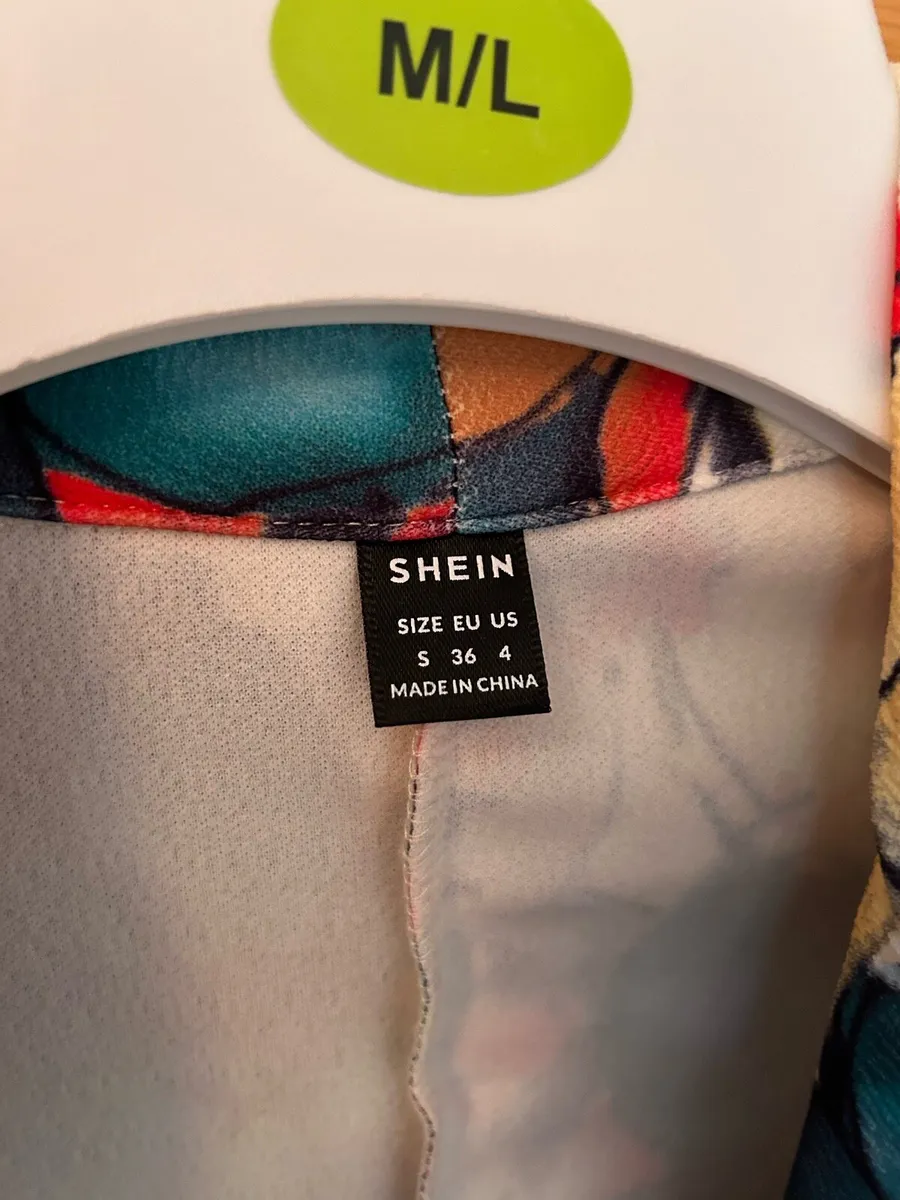 M/L
SHEIN
SIZE EU US
S 36 4
MADE IN CHINA